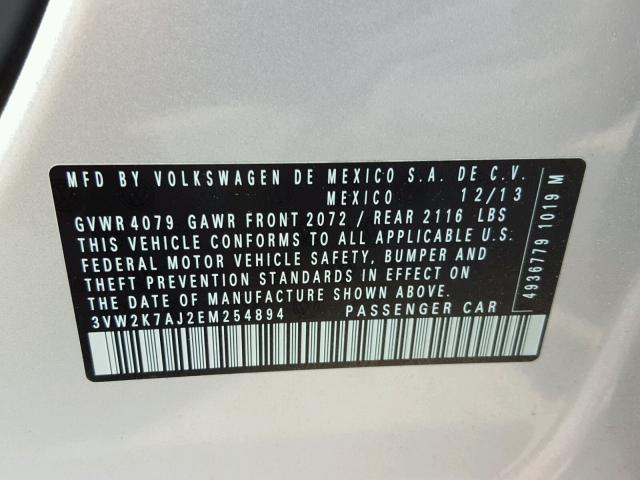 MFD BY VOLKSWAGEN DE MEXICO S.A. DE C.V.
MEXICO 12/13
GVWR 4079 GAWR FRONT 2072 / REAR 2116 LBS
THIS VEHICLE CONFORMS TO ALL APPLICABLE U.S.
FEDERAL MOTOR VEHICLE SAFETY, BUMPER AND
THEFT PREVENTION STANDARDS IN EFFECT ON
THE DATE OF MANUFACTURE SHOWN ABOVE.
3VW2K7AJ2EM254894 PASSENGER CAR
4936779 1019 M